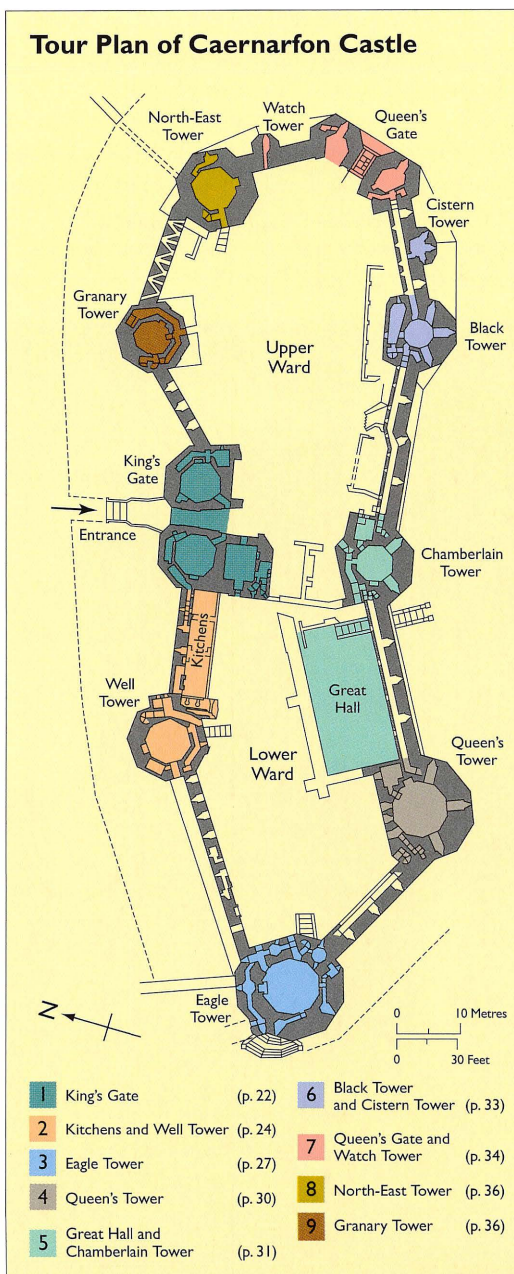 Tour Plan of Caernarfon Castle
Watch
Tower
North-East
Tower
Queen's
Gate
Cistern
Tower
Granary
Tower
Upper
Ward
Black
Tower
King's
Gate
Entrance
Chamberlain
Tower
Kitchens
Well
Tower
Great
Hall
Lower
Ward
Queen's
Tower
Eagle
Tower
N
0 10 Metres
0 30 Feet
1 King's Gate (p. 22)
2 Kitchens and Well Tower (p. 24)
3 Eagle Tower (p. 27)
4 Queen's Tower (p. 30)
5 Great Hall and
Chamberlain Tower (p. 31)
6 Black Tower
and Cistern Tower (p. 33)
7 Queen's Gate and
Watch Tower (p. 34)
8 North-East Tower (p. 36)
9 Granary Tower (p. 36)